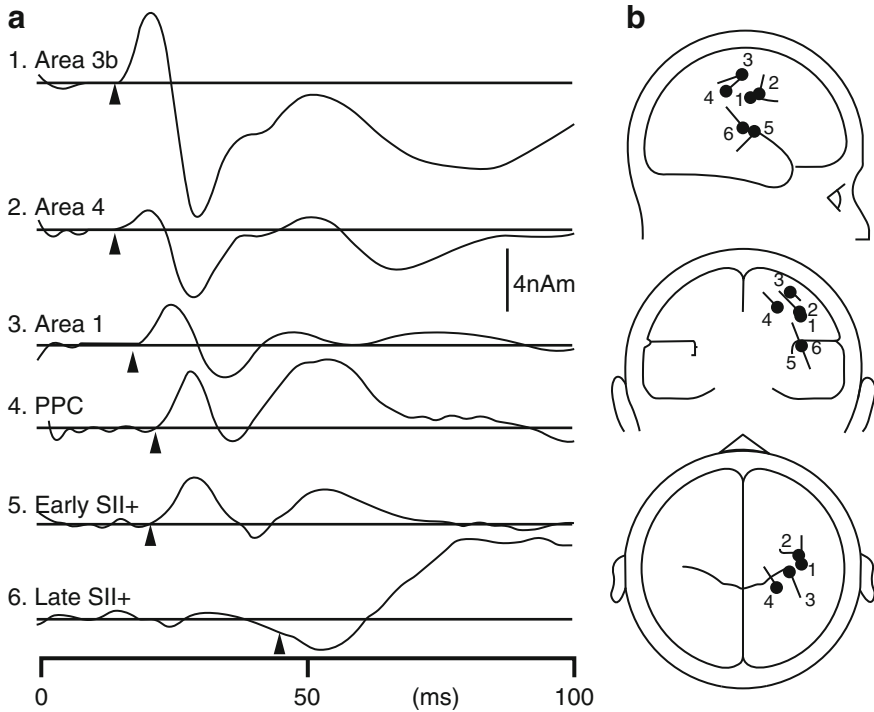 a
1. Area 3b
2. Area 4
4nAm
3. Area 1
4. PPC
5. Early SII+
6. Late SII+
0 50 (ms) 100
b
3
2
4 1
6 5
3
2
4 1
5 6
2
1
4 3